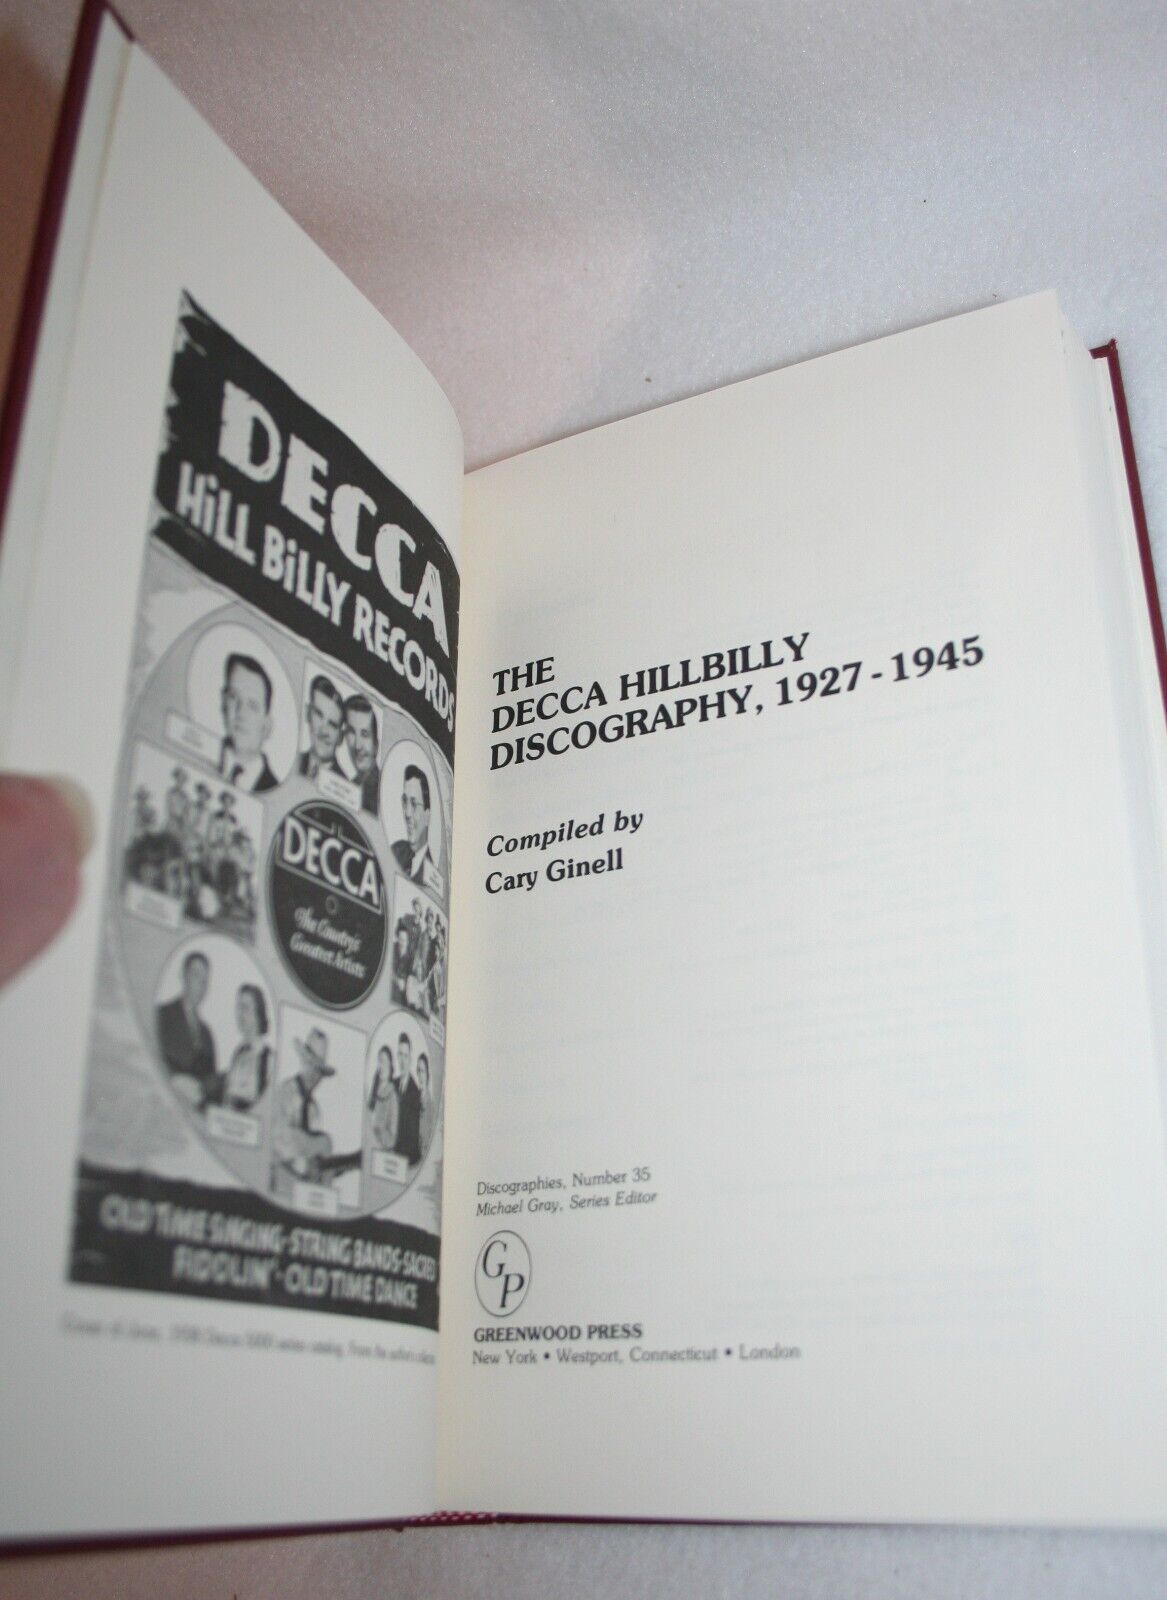 DECCA
HiLL BiLLY RECORDS
DECCA
The Country's
Greatest Artists
OLD TIME SINGING-STRING BANDS-SACRED
FIDDLIN'-OLD TIME DANCE
THE
DECCA HILLBILLY
DISCOGRAPHY, 1927-1945
Compiled by
Cary Ginell
Discographies, Number 35
Michael Gray, Series Editor
GP
GREENWOOD PRESS
New York • Westport, Connecticut • London